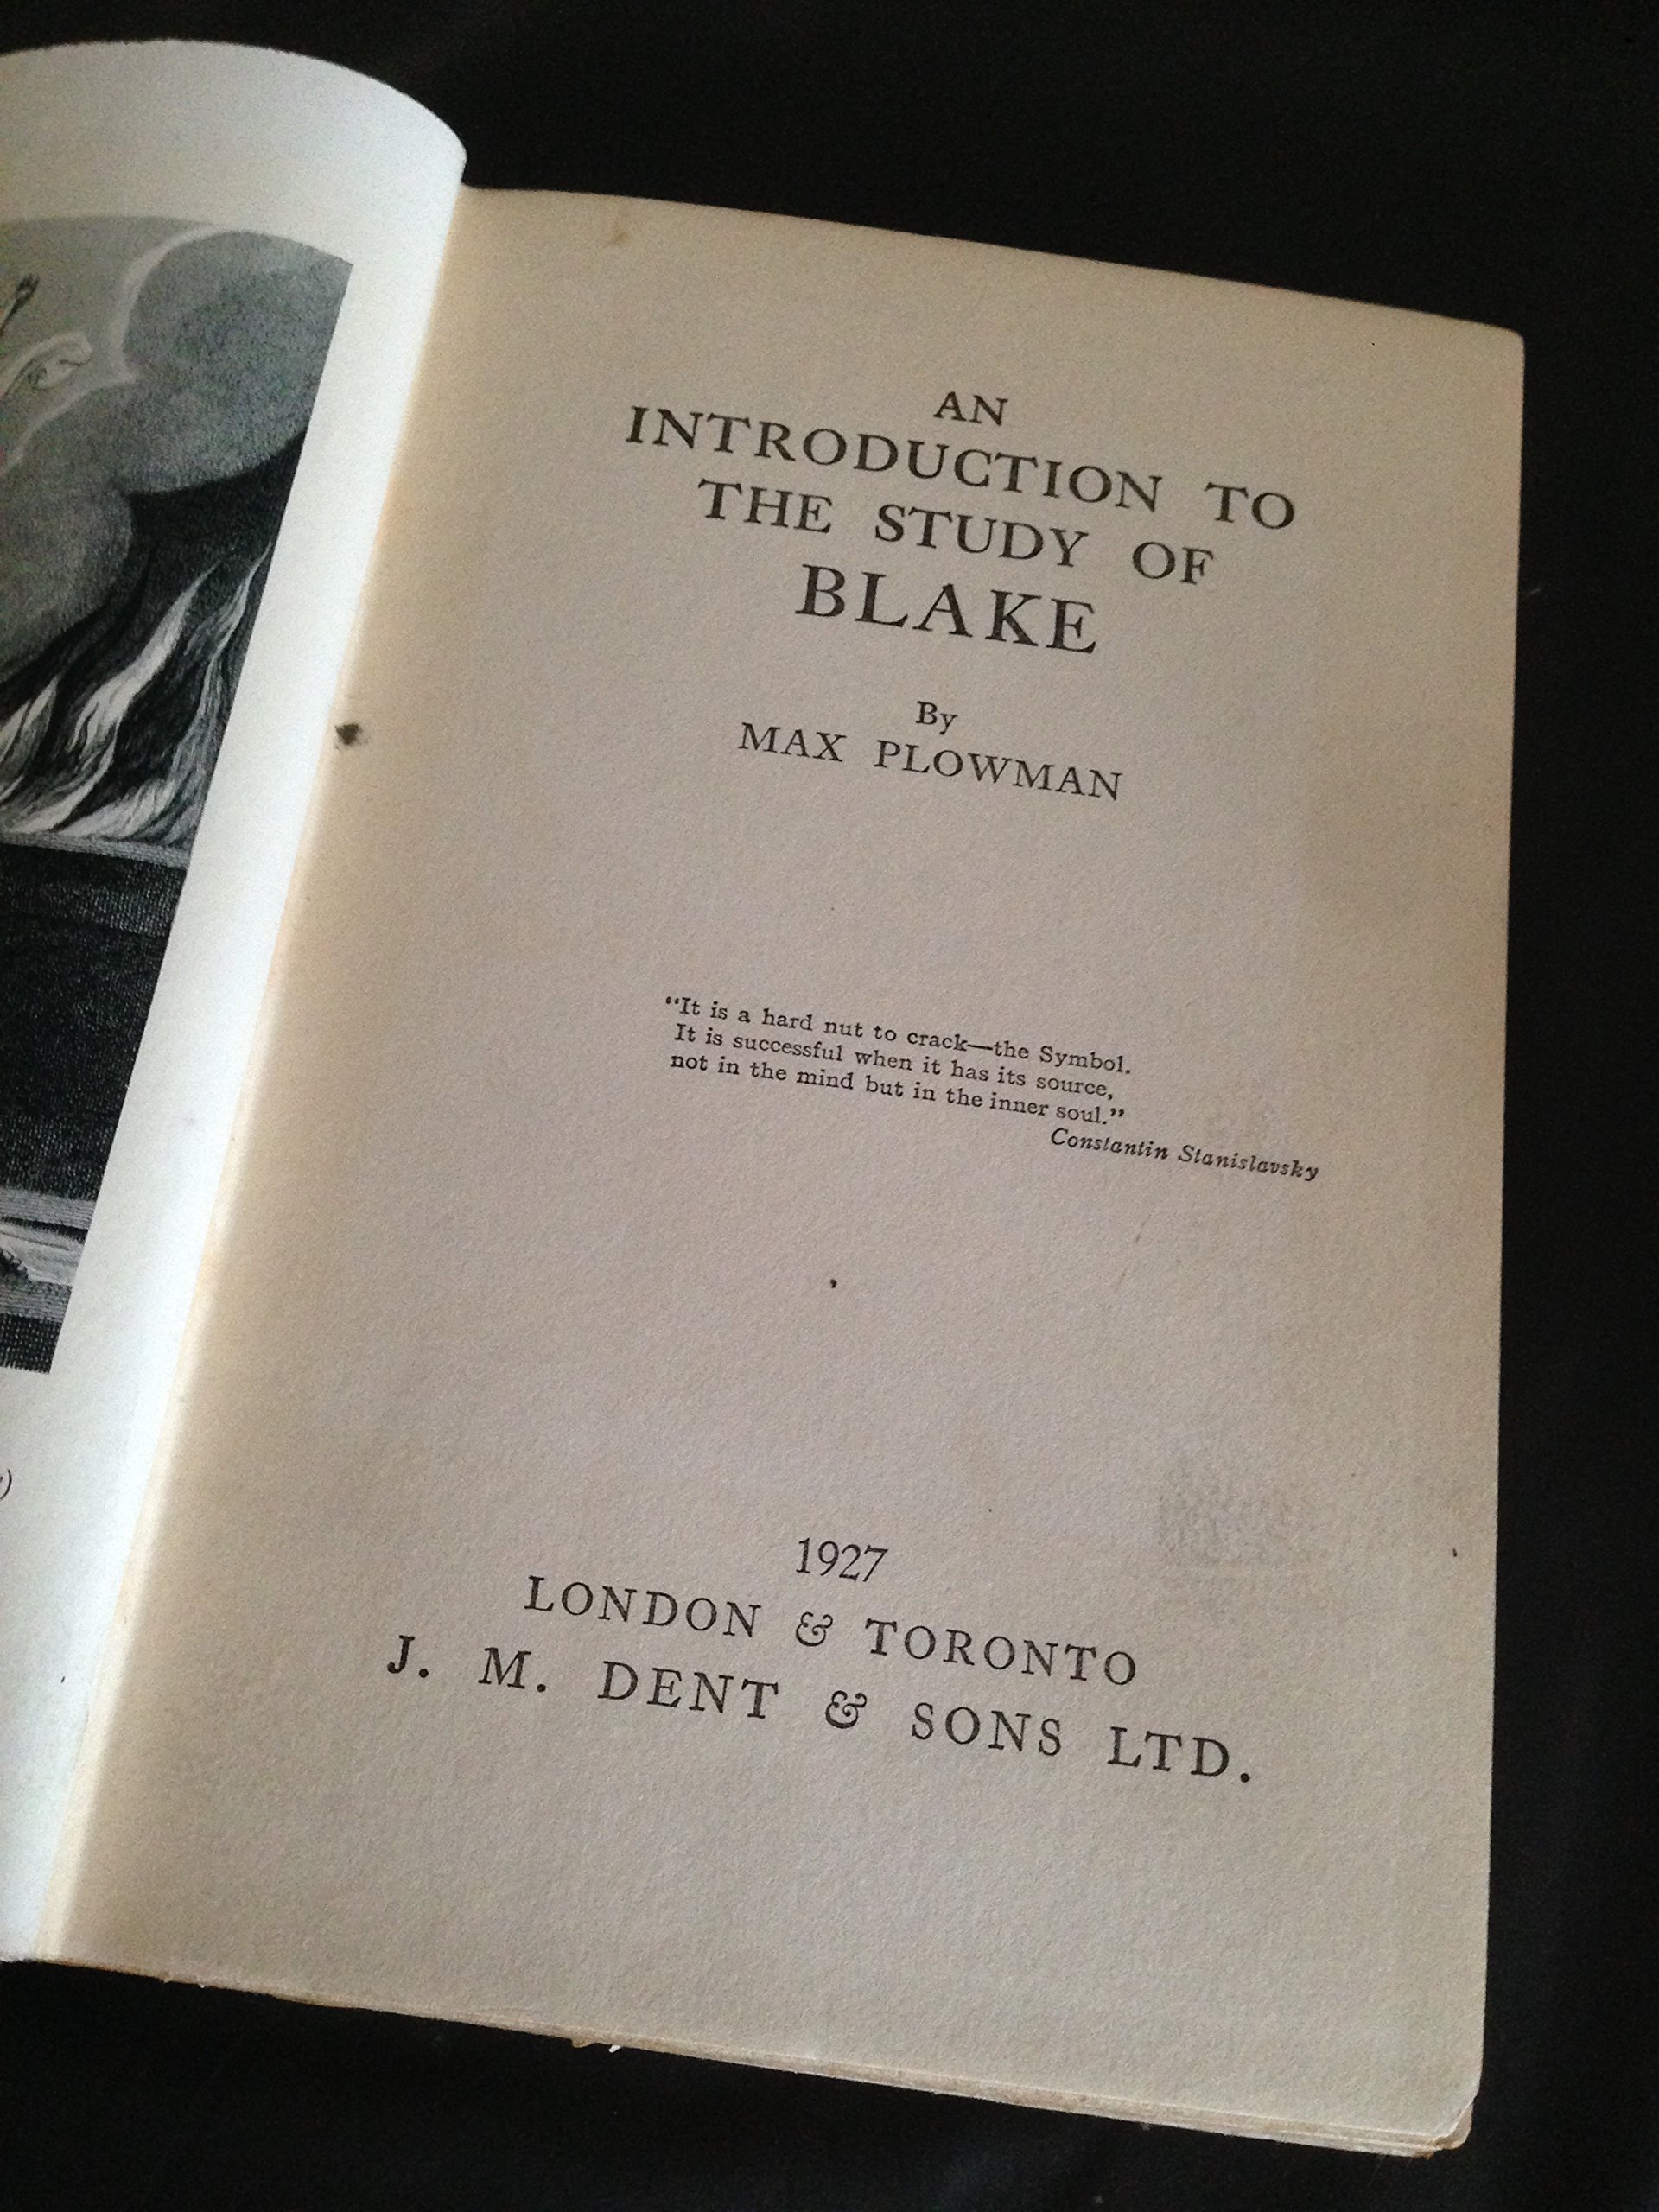 AN
INTRODUCTION TO
THE STUDY OF
BLAKE
By
MAX PLOWMAN
“It is a hard nut to crack—the Symbol.
It is successful when it has its source,
not in the mind but in the inner soul.”
Constantin Stanislavsky
1927
LONDON & TORONTO
J. M. DENT & SONS LTD.